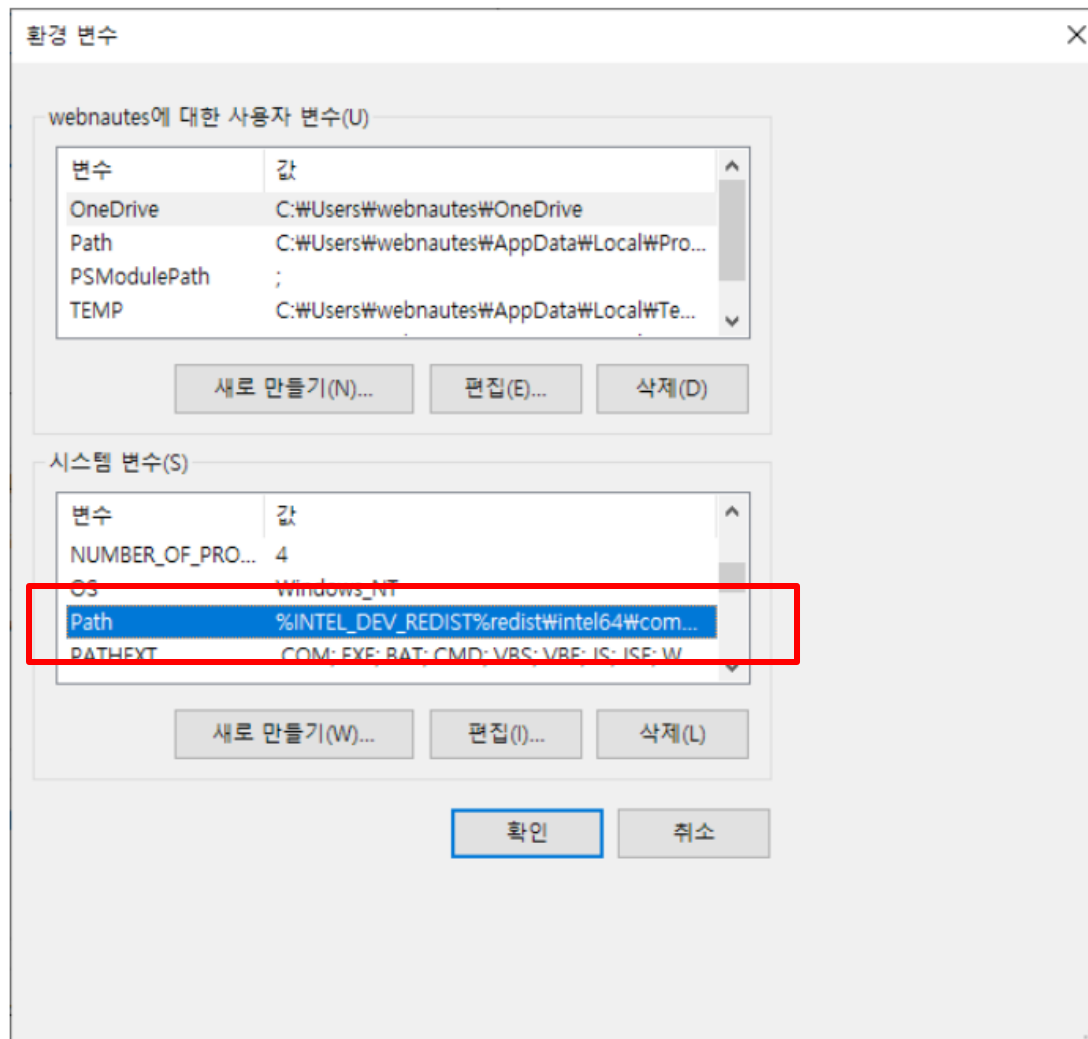 환경 변수
webnautes에 대한 사용자 변수(U)
변수 값
OneDrive C:₩Users₩webnautes₩OneDrive
Path C:₩Users₩webnautes₩AppData₩Local₩Pro...
PSModulePath ;
TEMP C:₩Users₩webnautes₩AppData₩Local₩Te...
새로 만들기(N)... 편집(E)... 삭제(D)
시스템 변수(S)
변수 값
NUMBER_OF_PRO... 4
OS Windows_NT
Path %INTEL_DEV_REDIST%redist₩intel64₩com...
PATHEXT .COM;.EXE;.BAT;.CMD;.VBS;.VBE;.JS;.JSE;.W...
새로 만들기(W)... 편집(I)... 삭제(L)
확인 취소